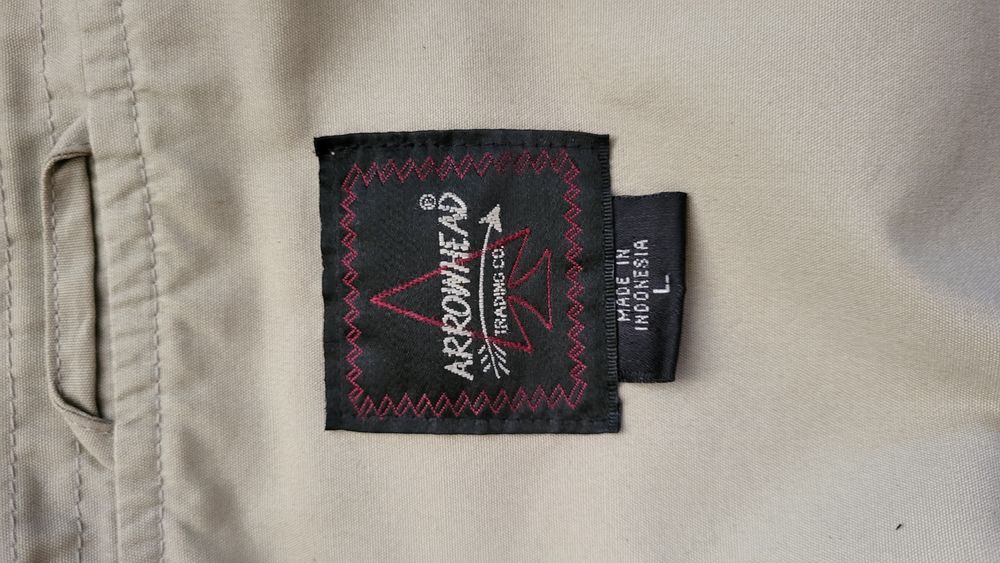 ARROWHEAD®
TRADING CO.
MADE IN
INDONESIA
L